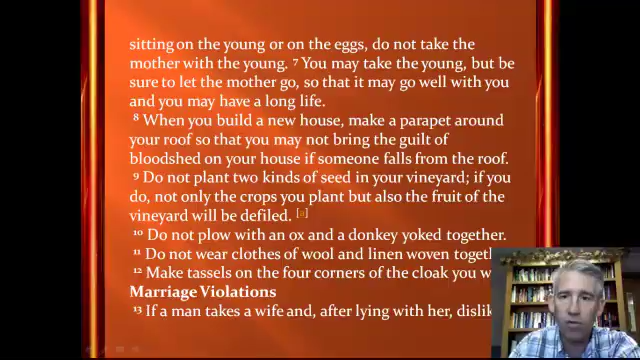 sitting on the young or on the eggs, do not take the
mother with the young. 7 You may take the young, but be
sure to let the mother go, so that it may go well with you
and you may have a long life.
8 When you build a new house, make a parapet around
your roof so that you may not bring the guilt of
bloodshed on your house if someone falls from the roof.
9 Do not plant two kinds of seed in your vineyard; if you
do, not only the crops you plant but also the fruit of the
vineyard will be defiled. [a]
10 Do not plow with an ox and a donkey yoked together.
11 Do not wear clothes of wool and linen woven togeth
12 Make tassels on the four corners of the cloak you w
Marriage Violations
13 If a man takes a wife and, after lying with her, dislik